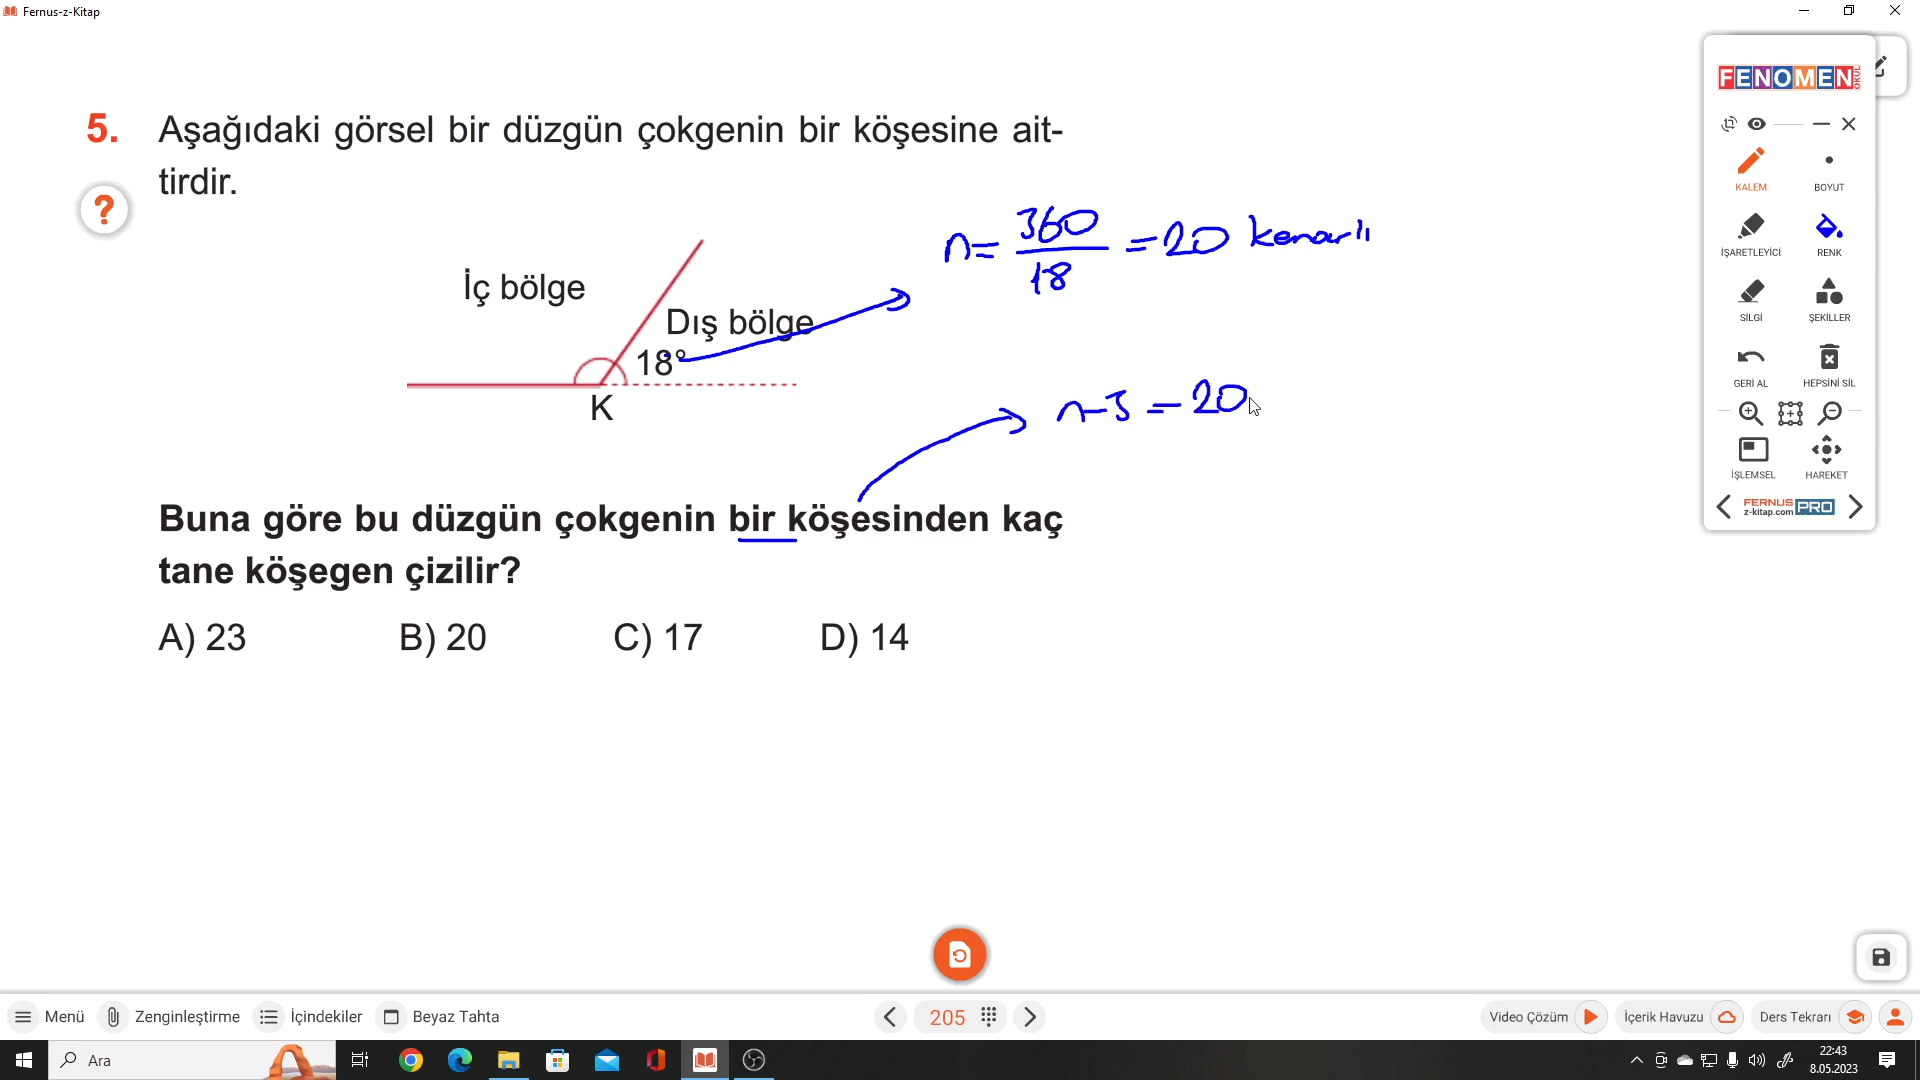 Fernus-z-Kitap
FENOMEN
OKUL
5. Aşağıdaki görsel bir düzgün çokgenin bir köşesine ait-
tirdir.
?
n = 360/18 = 20 kenarlı
İç bölge
Dış bölge
18°
K
n-3 = 20
Buna göre bu düzgün çokgenin bir köşesinden kaç
tane köşegen çizilir?
A) 23 B) 20 C) 17 D) 14
KALEM BOYUT
İŞARETLEYİCİ RENK
SİLGİ ŞEKİLLER
GERİ AL HEPSİNİ SİL
İŞLEMSEL HAREKET
FERNUS
z-kitap.com PRO
Menü Zenginleştirme İçindekiler Beyaz Tahta 205 Video Çözüm İçerik Havuzu Ders Tekrarı
Ara
22:43
8.05.2023